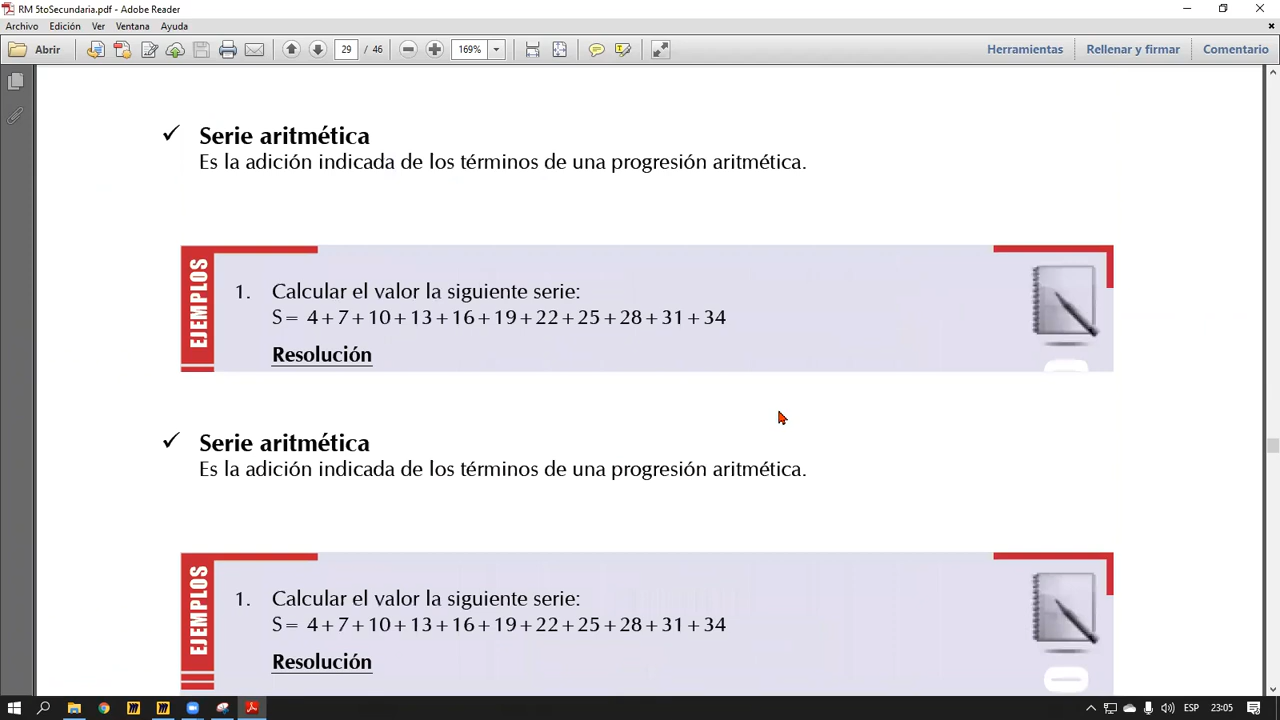 RM 5toSecundaria.pdf - Adobe Reader
Archivo Edición Ver Ventana Ayuda
Abrir 29 / 46 169% Herramientas Rellenar y firmar Comentario
✓ Serie aritmética
Es la adición indicada de los términos de una progresión aritmética.
EJEMPLOS
1. Calcular el valor la siguiente serie:
S= 4+7+10+13+16+19+22+25+28+31+34
Resolución
✓ Serie aritmética
Es la adición indicada de los términos de una progresión aritmética.
EJEMPLOS
1. Calcular el valor la siguiente serie:
S= 4+7+10+13+16+19+22+25+28+31+34
Resolución
ESP 23:05